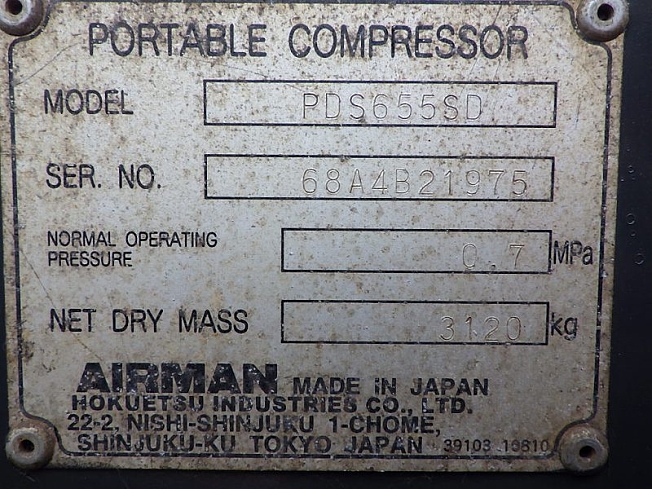 PORTABLE COMPRESSOR
MODEL PDS655SD
SER. NO. 68A4B21975
NORMAL OPERATING
PRESSURE 0.7 MPa
NET DRY MASS 3120 kg
AIRMAN MADE IN JAPAN
HOKUETSU INDUSTRIES CO., LTD.
22-2, NISHI-SHINJUKU 1-CHOME,
SHINJUKU-KU TOKYO JAPAN 39103 16810